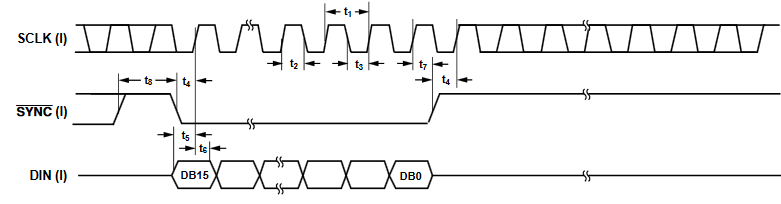 t1
SCLK (I)
t2 t3 t7
t8 t4 t4
SYNC (I)
t5
t6
DIN (I) DB15 DB0